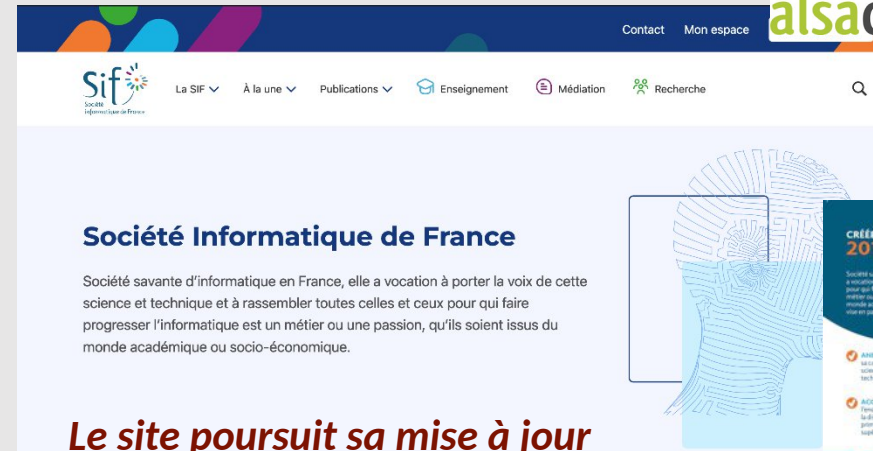 Contact Mon espace
alsa
Sif
Société
informatique de France
La SIF À la une Publications Enseignement Médiation Recherche
Société Informatique de France
Société savante d'informatique en France, elle a vocation à porter la voix de cette
science et technique et à rassembler toutes celles et ceux pour qui faire
progresser l'informatique est un métier ou une passion, qu'ils soient issus du
monde académique ou socio-économique.
Le site poursuit sa mise à jour